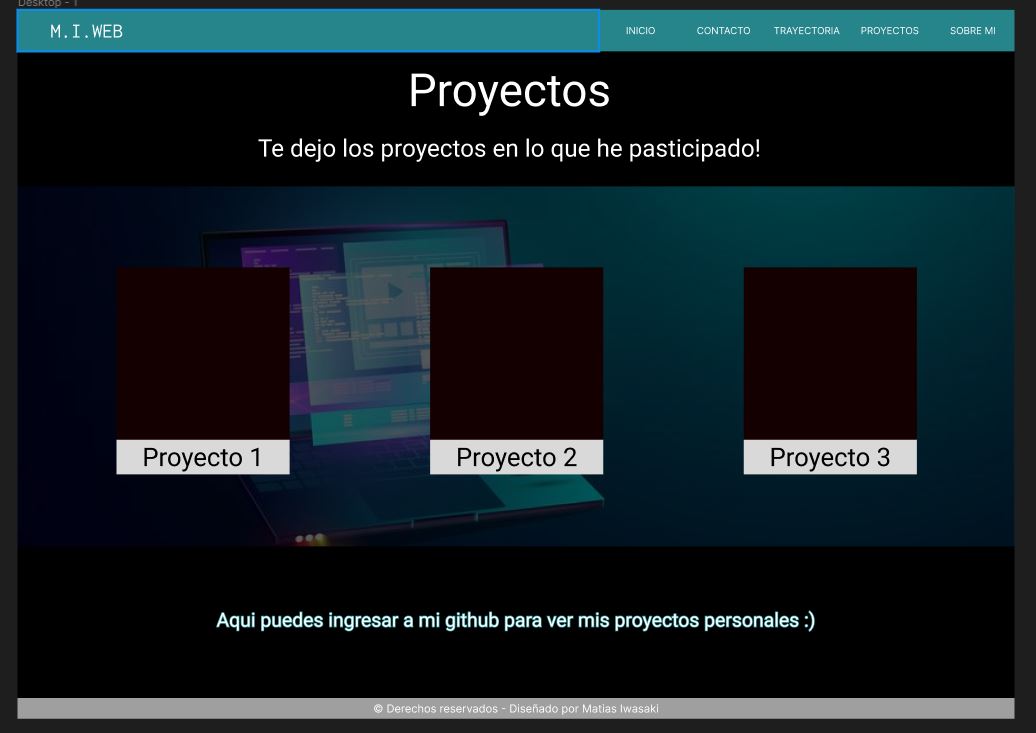 Desktop - 1
M.I.WEB
INICIO CONTACTO TRAYECTORIA PROYECTOS SOBRE MI
Proyectos
Te dejo los proyectos en lo que he pasticipado!
Proyecto 1
Proyecto 2
Proyecto 3
Aqui puedes ingresar a mi github para ver mis proyectos personales :)
© Derechos reservados - Diseñado por Matias Iwasaki